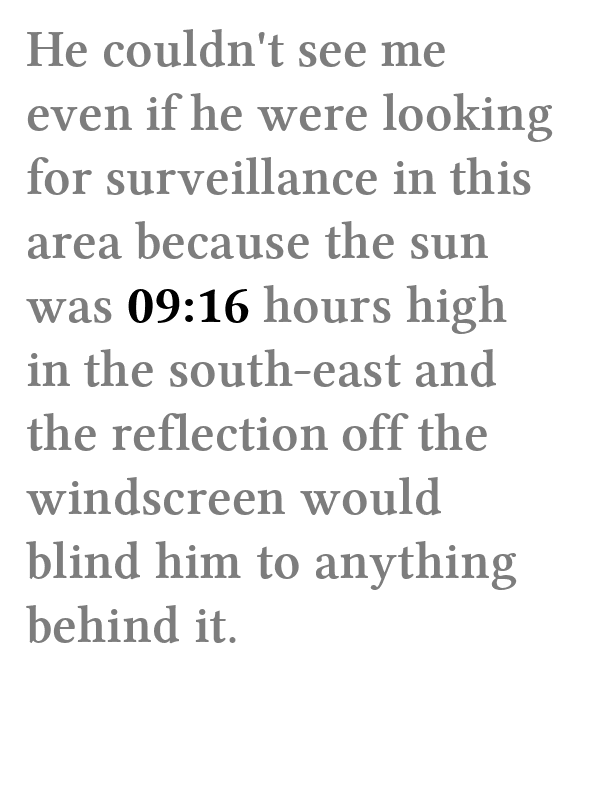 He couldn't see me
even if he were looking
for surveillance in this
area because the sun
was 09:16 hours high
in the south-east and
the reflection off the
windscreen would
blind him to anything
behind it.